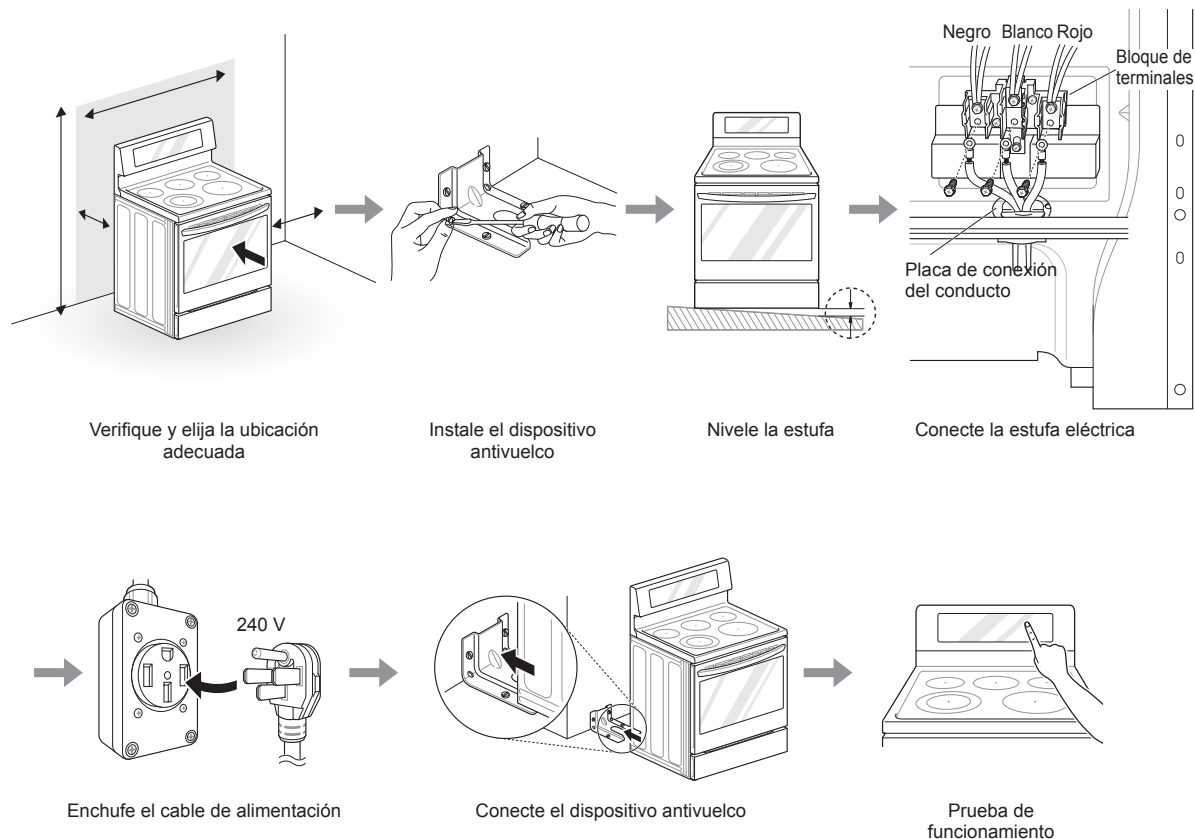 Negro Blanco Rojo
Bloque de
terminales
Placa de conexión
del conducto
Verifique y elija la ubicación
adecuada
Instale el dispositivo
antivuelco
Nivele la estufa
Conecte la estufa eléctrica
240 V
Enchufe el cable de alimentación
Conecte el dispositivo antivuelco
Prueba de
funcionamiento